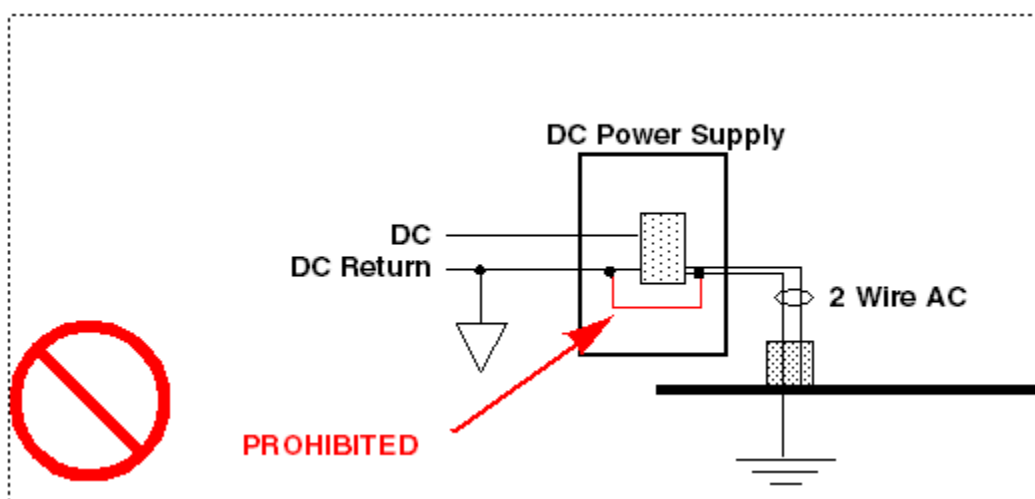 DC Power Supply
DC
DC Return
2 Wire AC
PROHIBITED